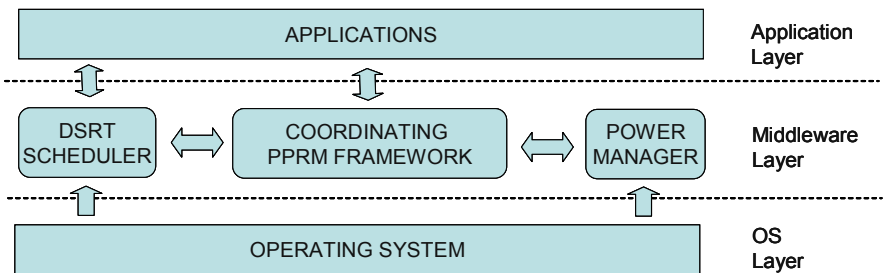 APPLICATIONS
Application
Layer
DSRT
SCHEDULER
COORDINATING
PPRM FRAMEWORK
POWER
MANAGER
Middleware
Layer
OPERATING SYSTEM
OS
Layer